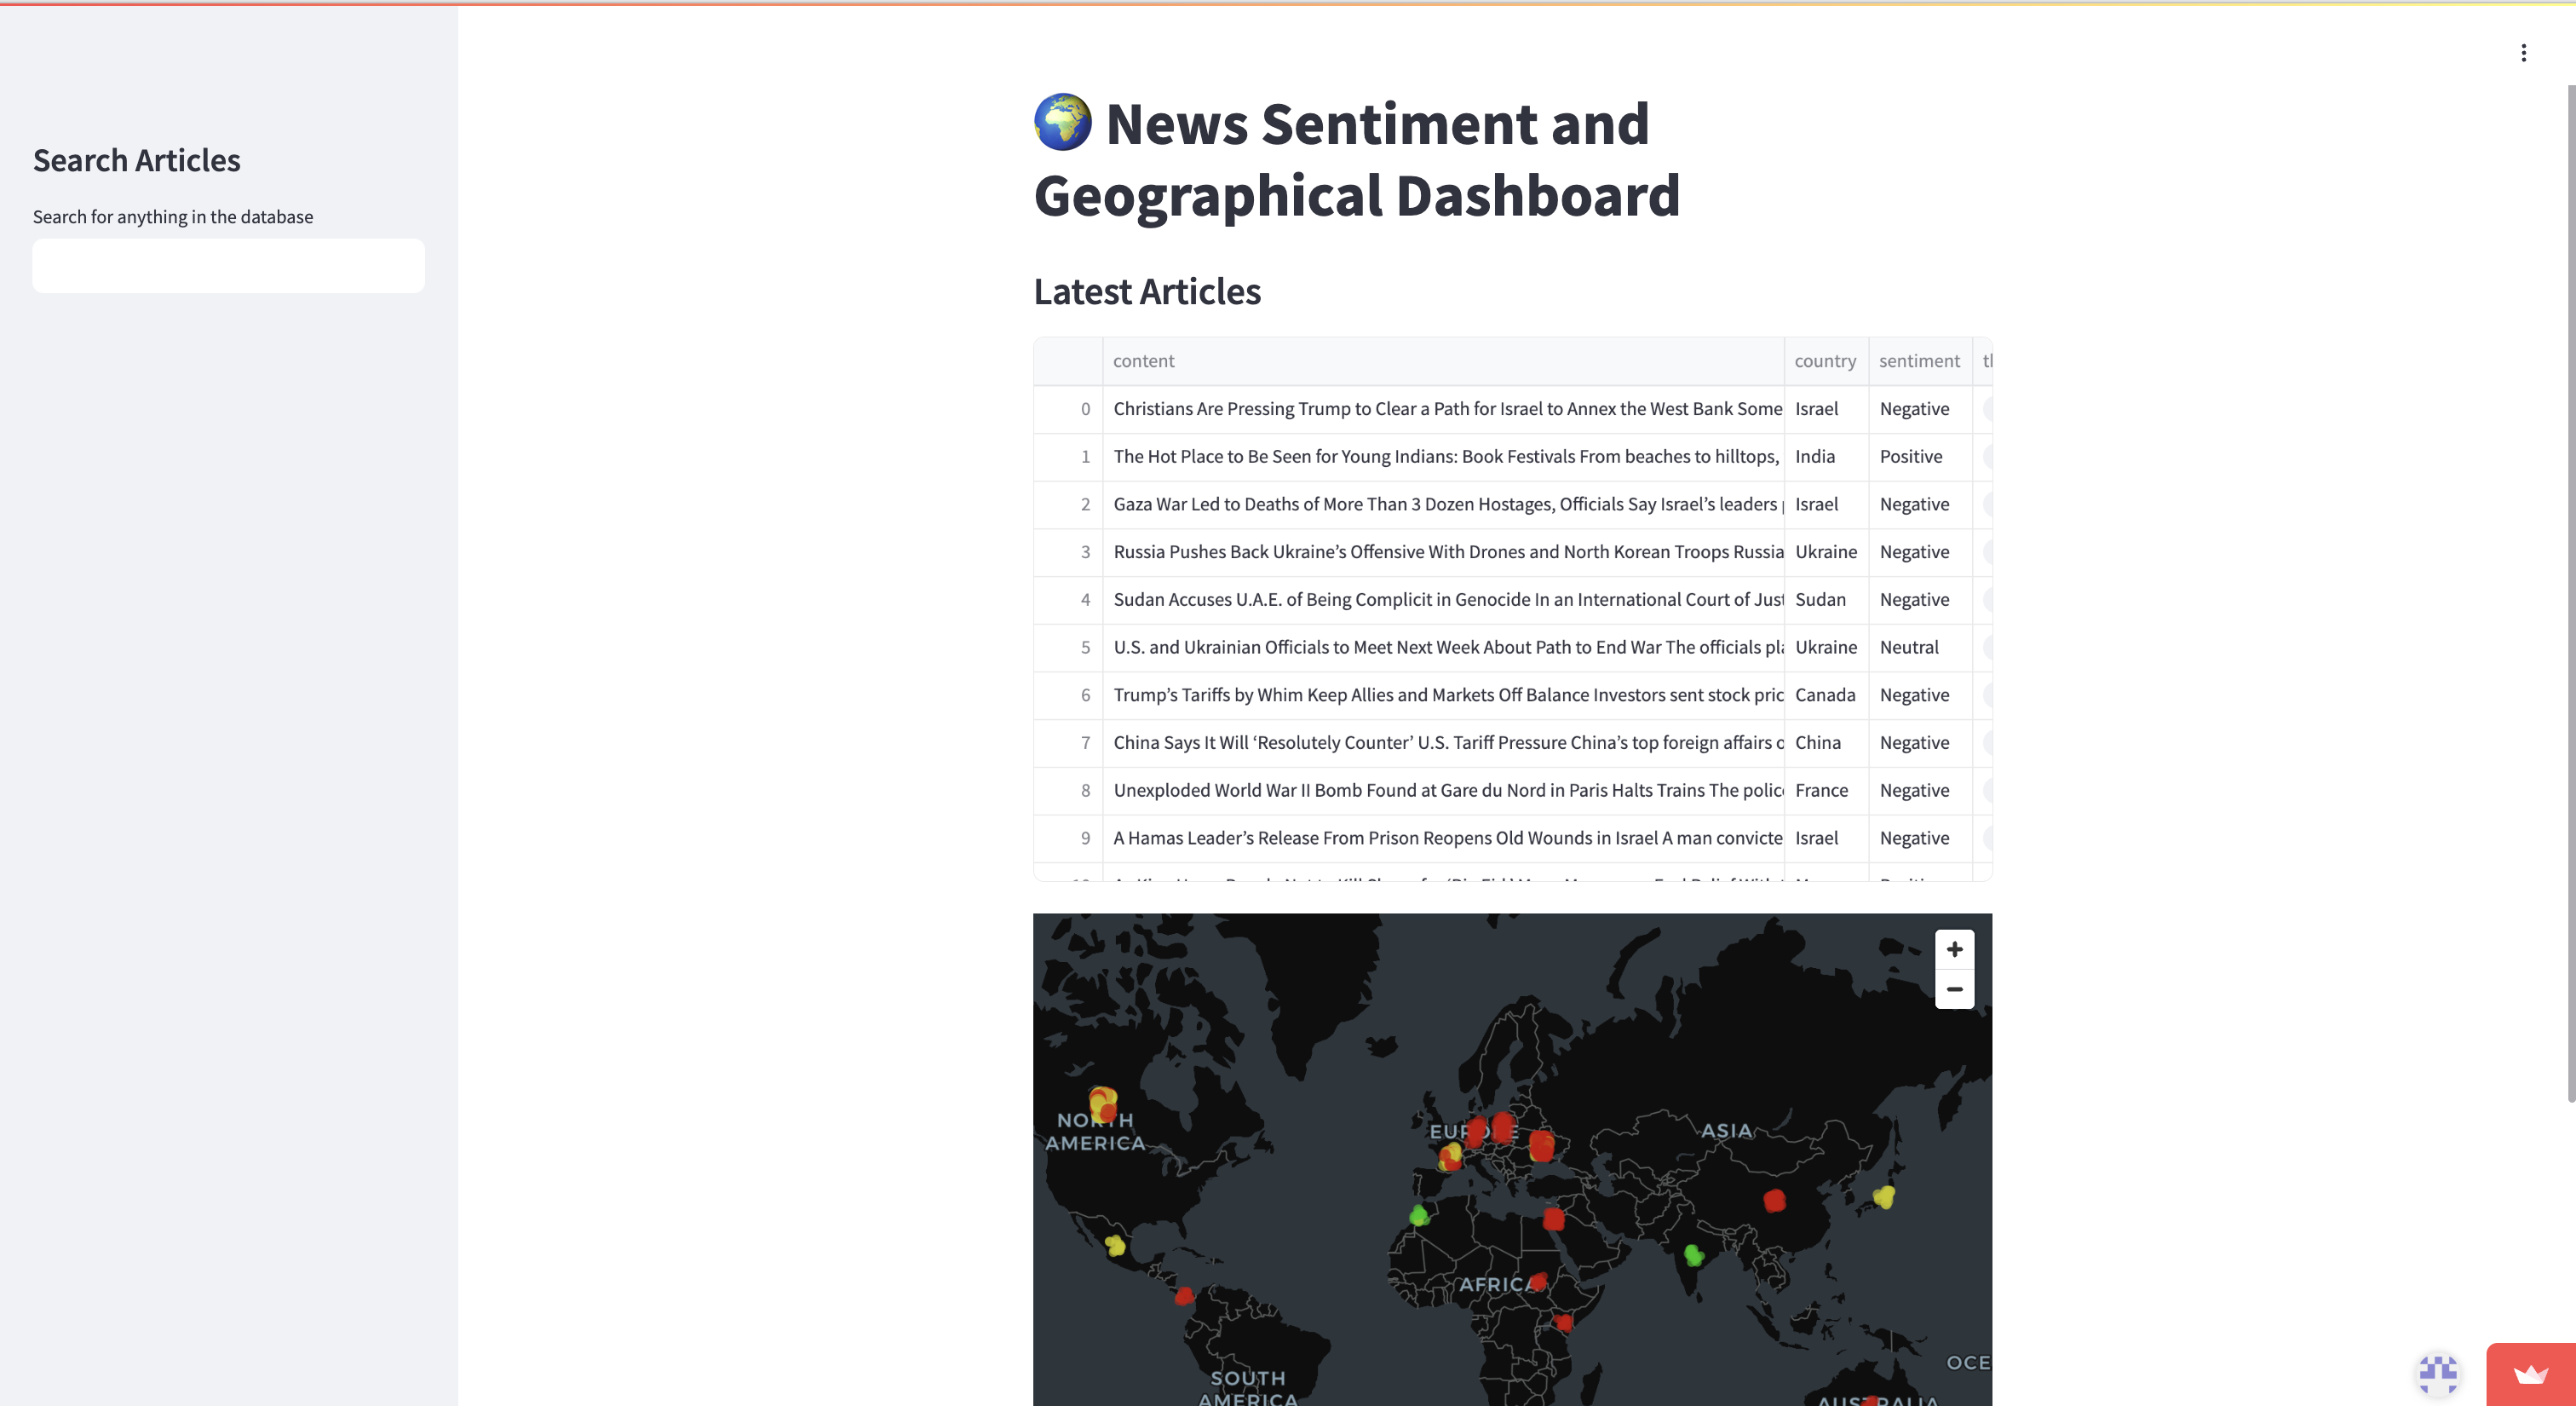 Search Articles
Search for anything in the database
🌍 News Sentiment and
Geographical Dashboard
Latest Articles
content country sentiment
0 Christians Are Pressing Trump to Clear a Path for Israel to Annex the West Bank Some Israel Negative
1 The Hot Place to Be Seen for Young Indians: Book Festivals From beaches to hilltops, India Positive
2 Gaza War Led to Deaths of More Than 3 Dozen Hostages, Officials Say Israel’s leaders Israel Negative
3 Russia Pushes Back Ukraine’s Offensive With Drones and North Korean Troops Russia Ukraine Negative
4 Sudan Accuses U.A.E. of Being Complicit in Genocide In an International Court of Just Sudan Negative
5 U.S. and Ukrainian Officials to Meet Next Week About Path to End War The officials Ukraine Neutral
6 Trump’s Tariffs by Whim Keep Allies and Markets Off Balance Investors sent stock pric Canada Negative
7 China Says It Will ‘Resolutely Counter’ U.S. Tariff Pressure China’s top foreign affairs China Negative
8 Unexploded World War II Bomb Found at Gare du Nord in Paris Halts Trains The polic France Negative
9 A Hamas Leader’s Release From Prison Reopens Old Wounds in Israel A man convicte Israel Negative
+
−
NORTH
AMERICA
EUROPE
ASIA
AFRICA
OCE
SOUTH
AMERICA
AUSTRALIA